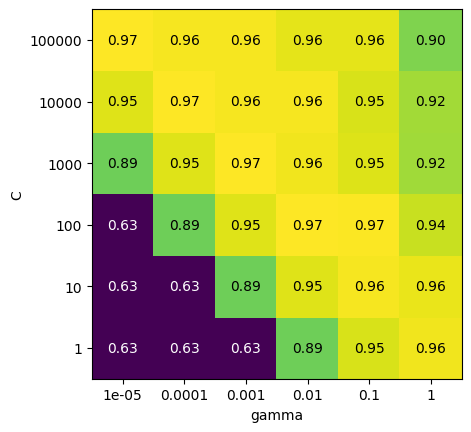 100000 0.97 0.96 0.96 0.96 0.96 0.90
10000 0.95 0.97 0.96 0.96 0.95 0.92
1000 0.89 0.95 0.97 0.96 0.95 0.92
C
100 0.63 0.89 0.95 0.97 0.97 0.94
10 0.63 0.63 0.89 0.95 0.96 0.96
1 0.63 0.63 0.63 0.89 0.95 0.96
1e-05 0.0001 0.001 0.01 0.1 1
gamma